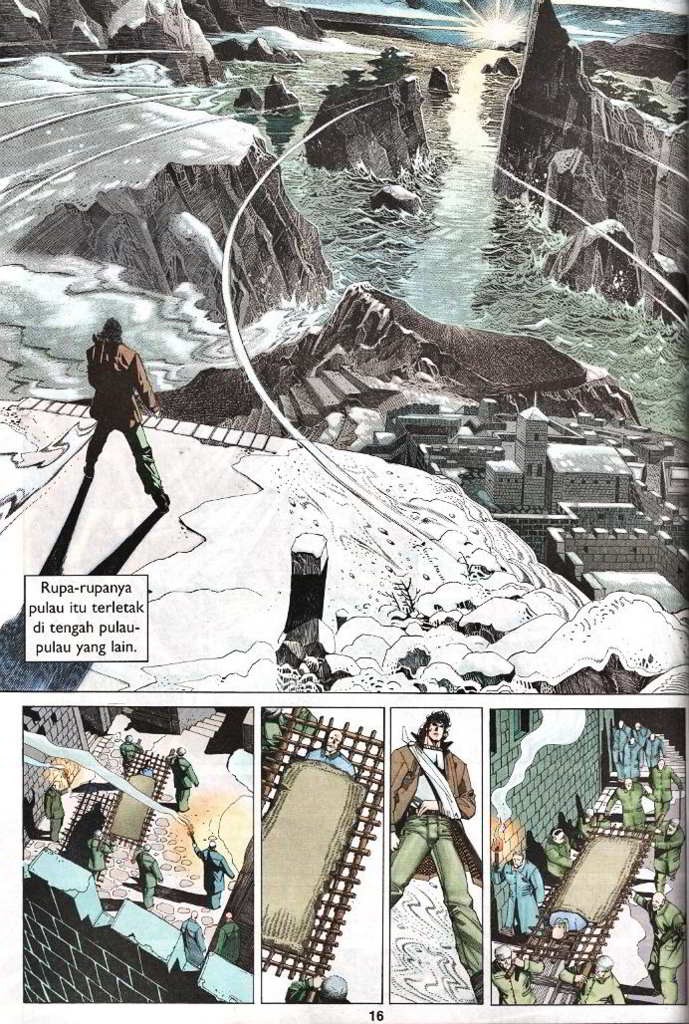 Rupa-rupanya
pulau itu terletak
di tengah pulau-
pulau yang lain.
16